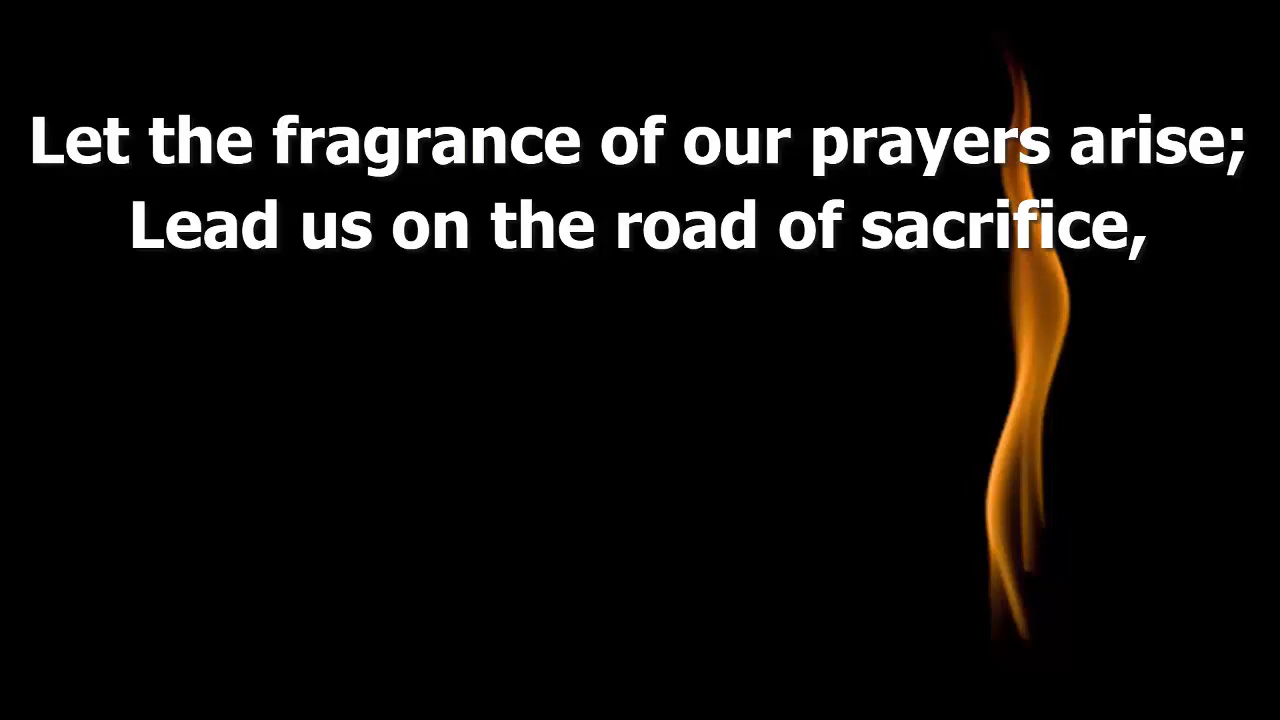 Let the fragrance of our prayers arise;
Lead us on the road of sacrifice,